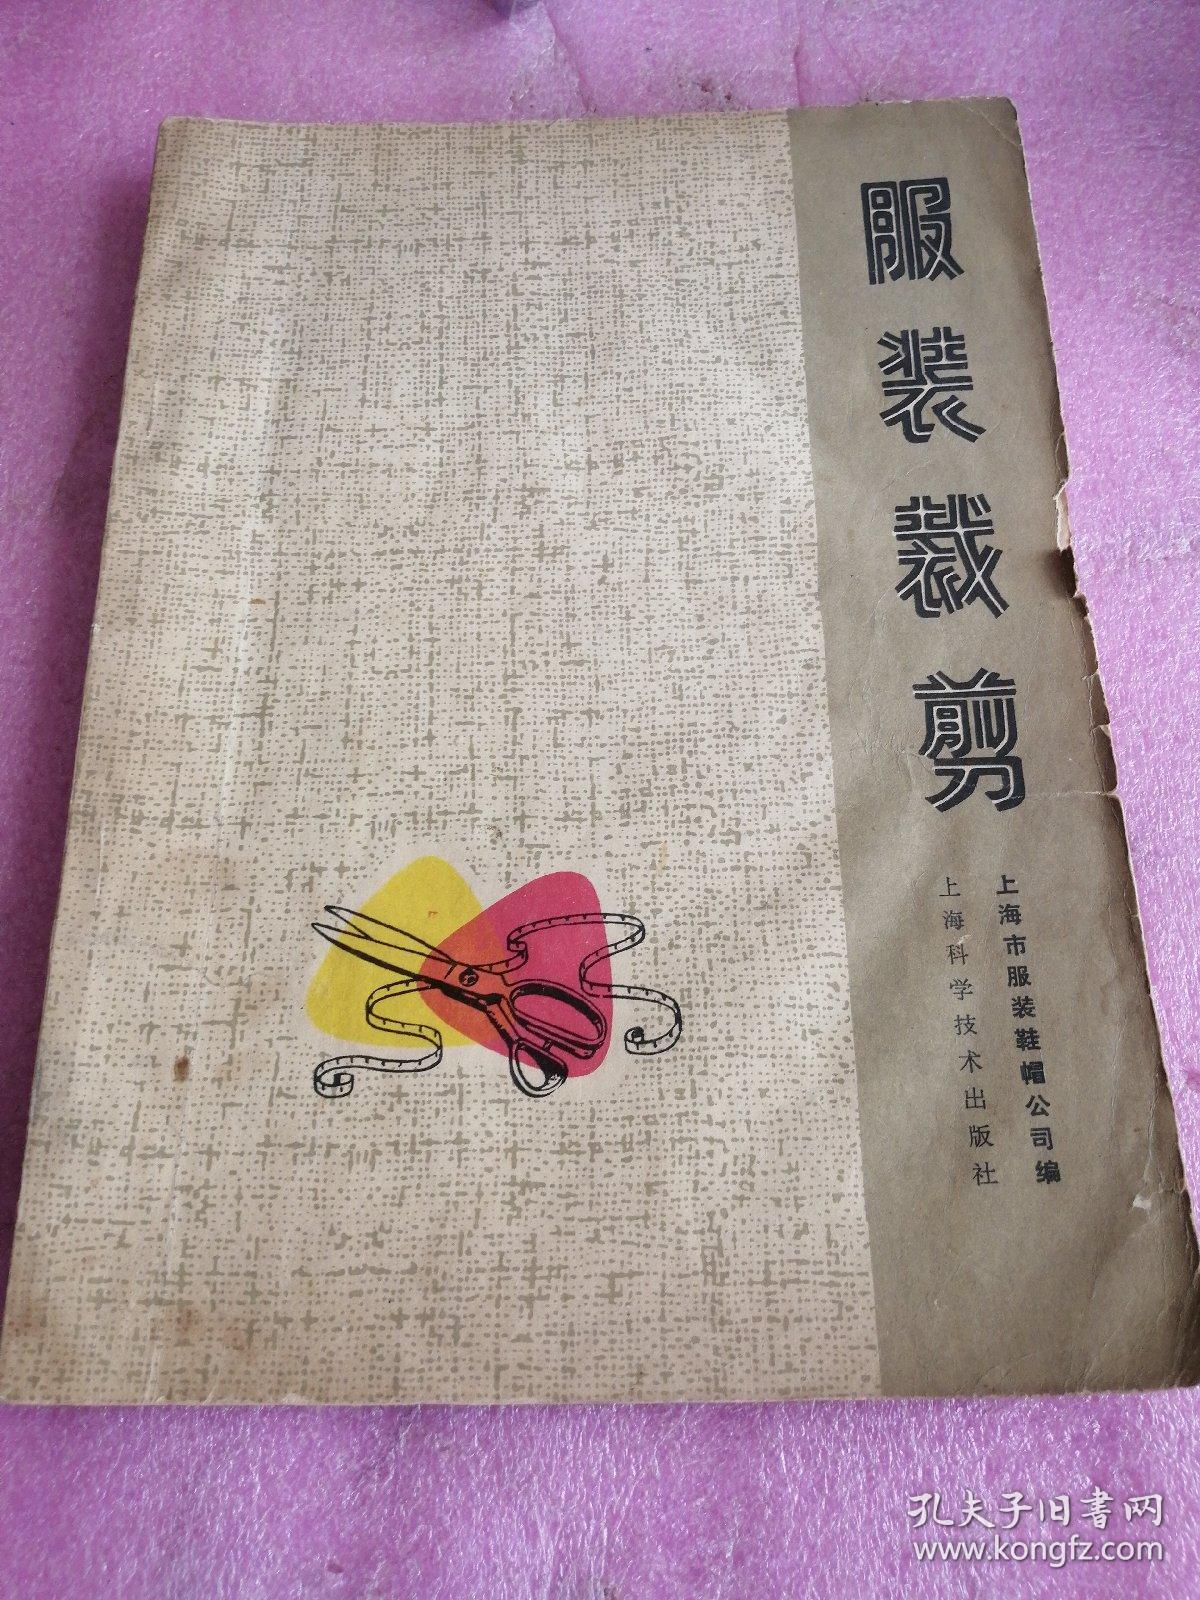 服装裁剪
上海市服装鞋帽公司编
上海科学技术出版社
孔夫子旧书网
www.kongfz.com